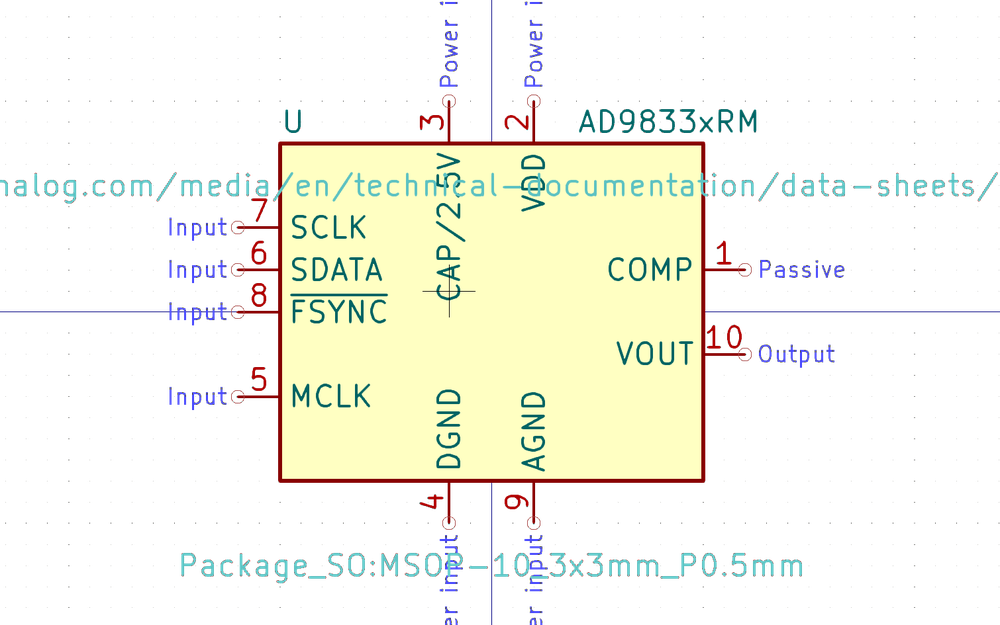 Power i
Power i
U
3
2
AD9833xRM
nalog.com/media/en/technical-documentation/data-sheets/
CAP/2.5V
VDD
Input
7
SCLK
Input
6
SDATA
COMP
1
Passive
Input
8
FSYNC
VOUT
10
Output
Input
5
MCLK
DGND
AGND
4
9
Package_SO:MSOP-10_3x3mm_P0.5mm
er input
er input